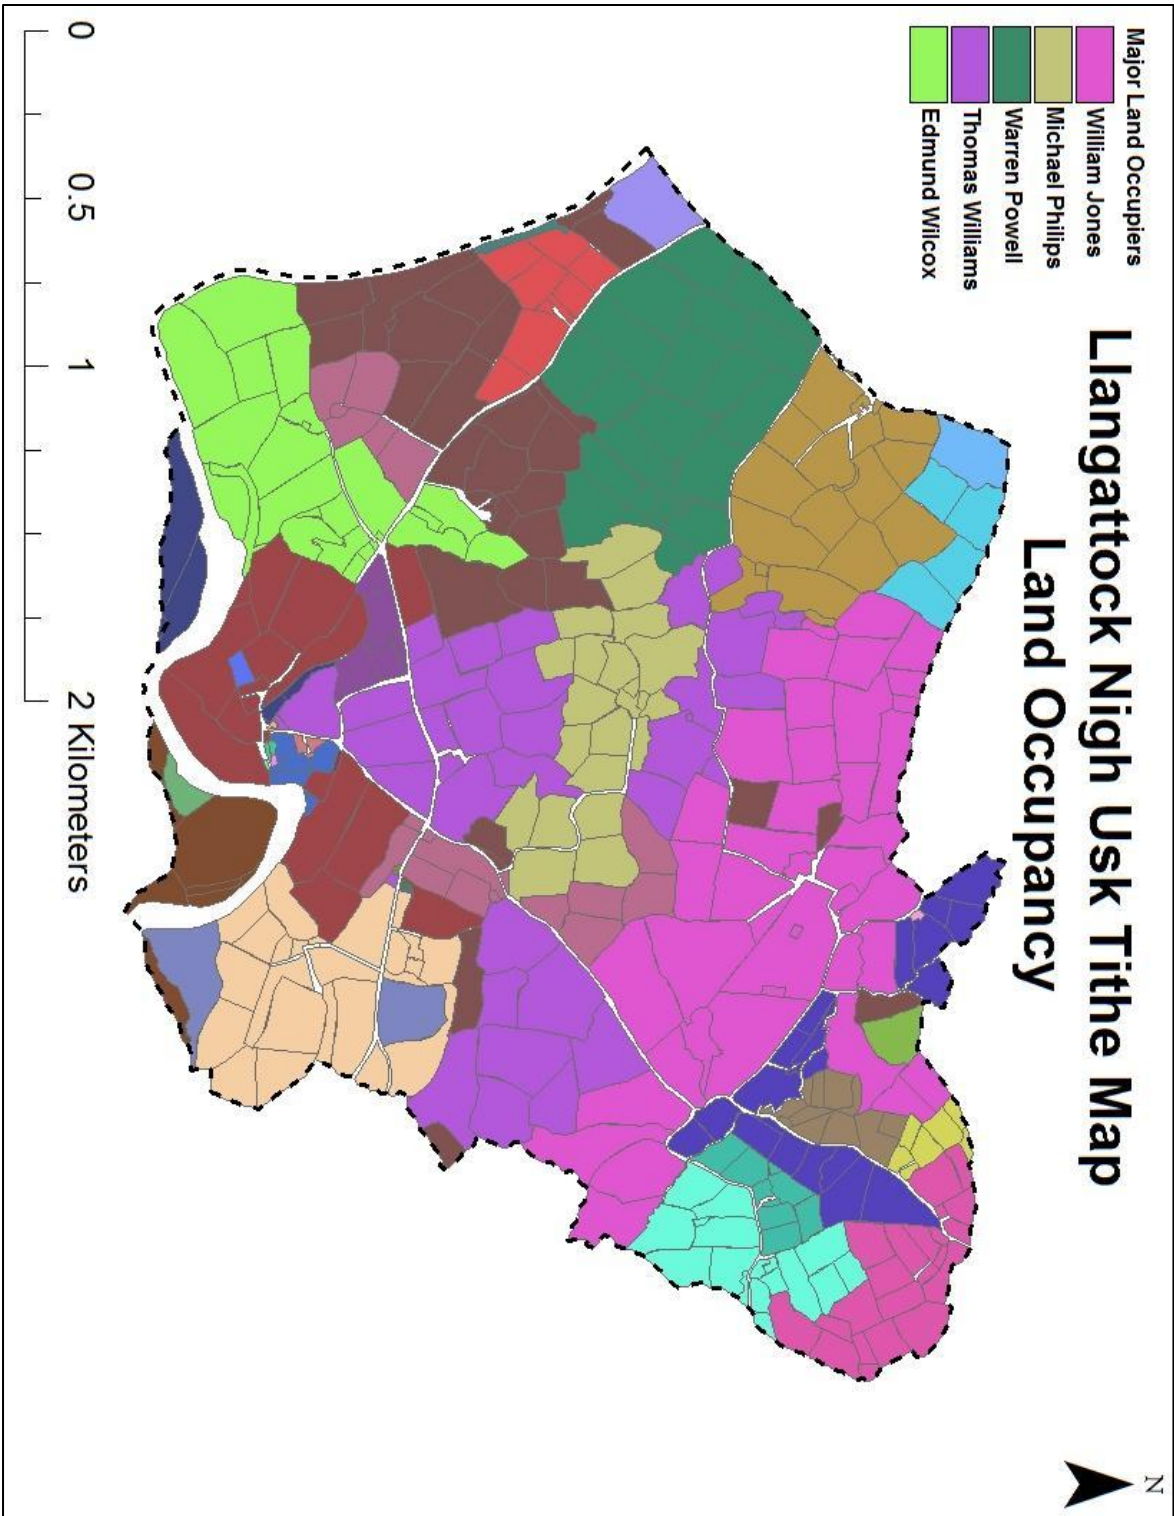 Llangattock Nigh Usk Tithe Map
Land Occupancy
Major Land Occupiers
William Jones
Michael Philips
Warren Powell
Thomas Williams
Edmund Wilcox
N
0 0.5 1 2 Kilometers